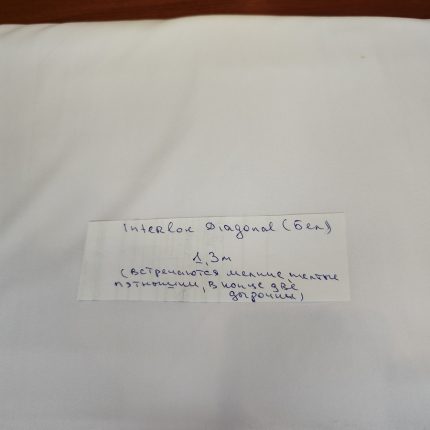 Interlok Diagonal (Бел)
1,3м
(встречаются мелкие желтые
пятнышки, в конце две
дырочки)